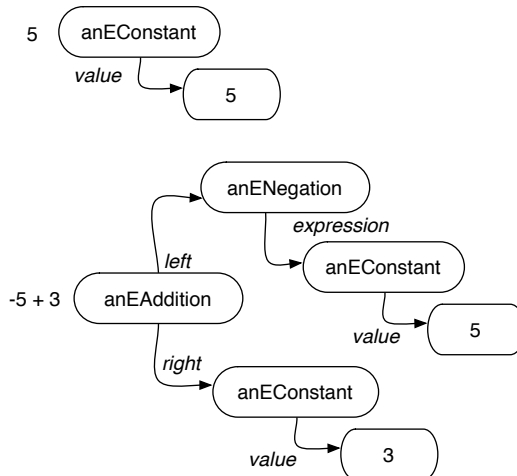 5 anEConstant
value
5
anENegation
expression
left
anEConstant
-5 + 3 anEAddition
value
5
right
anEConstant
value
3